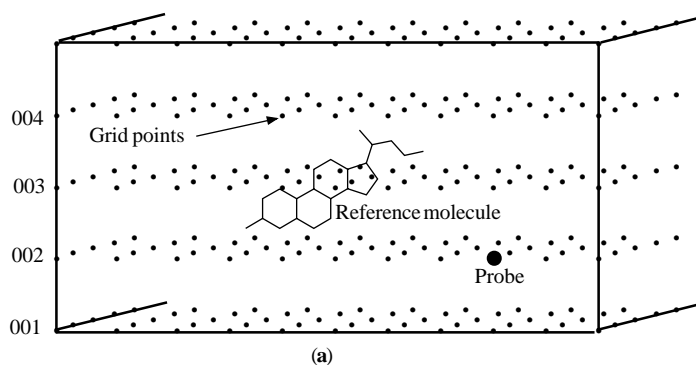 004
Grid points
003
Reference molecule
002
Probe
001
(a)